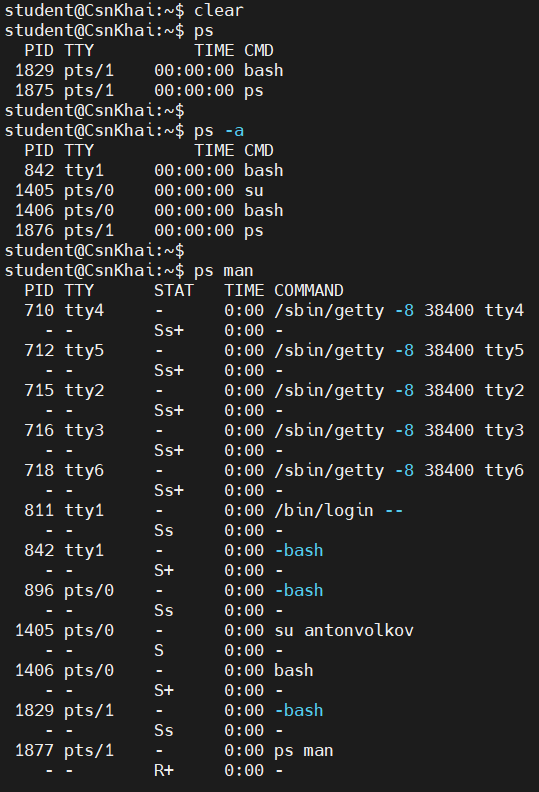 student@CsnKhai:~$ clear
student@CsnKhai:~$ ps
  PID TTY          TIME CMD
 1829 pts/1    00:00:00 bash
 1875 pts/1    00:00:00 ps
student@CsnKhai:~$
student@CsnKhai:~$ ps -a
  PID TTY          TIME CMD
  842 tty1     00:00:00 bash
 1405 pts/0    00:00:00 su
 1406 pts/0    00:00:00 bash
 1876 pts/1    00:00:00 ps
student@CsnKhai:~$
student@CsnKhai:~$ ps man
  PID TTY      STAT   TIME COMMAND
  710 tty4     -      0:00 /sbin/getty -8 38400 tty4
    - -        Ss+    0:00 -
  712 tty5     -      0:00 /sbin/getty -8 38400 tty5
    - -        Ss+    0:00 -
  715 tty2     -      0:00 /sbin/getty -8 38400 tty2
    - -        Ss+    0:00 -
  716 tty3     -      0:00 /sbin/getty -8 38400 tty3
    - -        Ss+    0:00 -
  718 tty6     -      0:00 /sbin/getty -8 38400 tty6
    - -        Ss+    0:00 -
  811 tty1     -      0:00 /bin/login --
    - -        Ss     0:00 -
  842 tty1     -      0:00 -bash
    - -        S+     0:00 -
  896 pts/0    -      0:00 -bash
    - -        Ss     0:00 -
 1405 pts/0    -      0:00 su antonvolkov
    - -        S      0:00 -
 1406 pts/0    -      0:00 bash
    - -        S+     0:00 -
 1829 pts/1    -      0:00 -bash
    - -        Ss     0:00 -
 1877 pts/1    -      0:00 ps man
    - -        R+     0:00 -